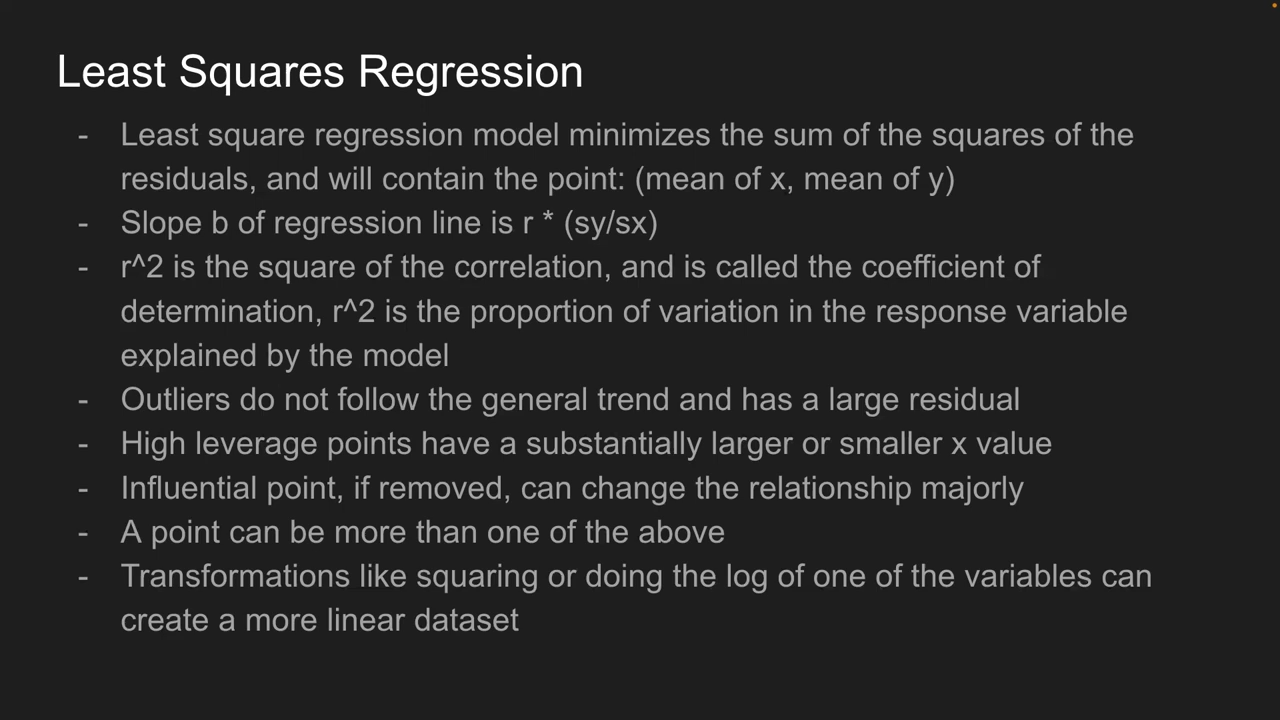 Least Squares Regression
- Least square regression model minimizes the sum of the squares of the
residuals, and will contain the point: (mean of x, mean of y)
- Slope b of regression line is r * (sy/sx)
- r^2 is the square of the correlation, and is called the coefficient of
determination, r^2 is the proportion of variation in the response variable
explained by the model
- Outliers do not follow the general trend and has a large residual
- High leverage points have a substantially larger or smaller x value
- Influential point, if removed, can change the relationship majorly
- A point can be more than one of the above
- Transformations like squaring or doing the log of one of the variables can
create a more linear dataset